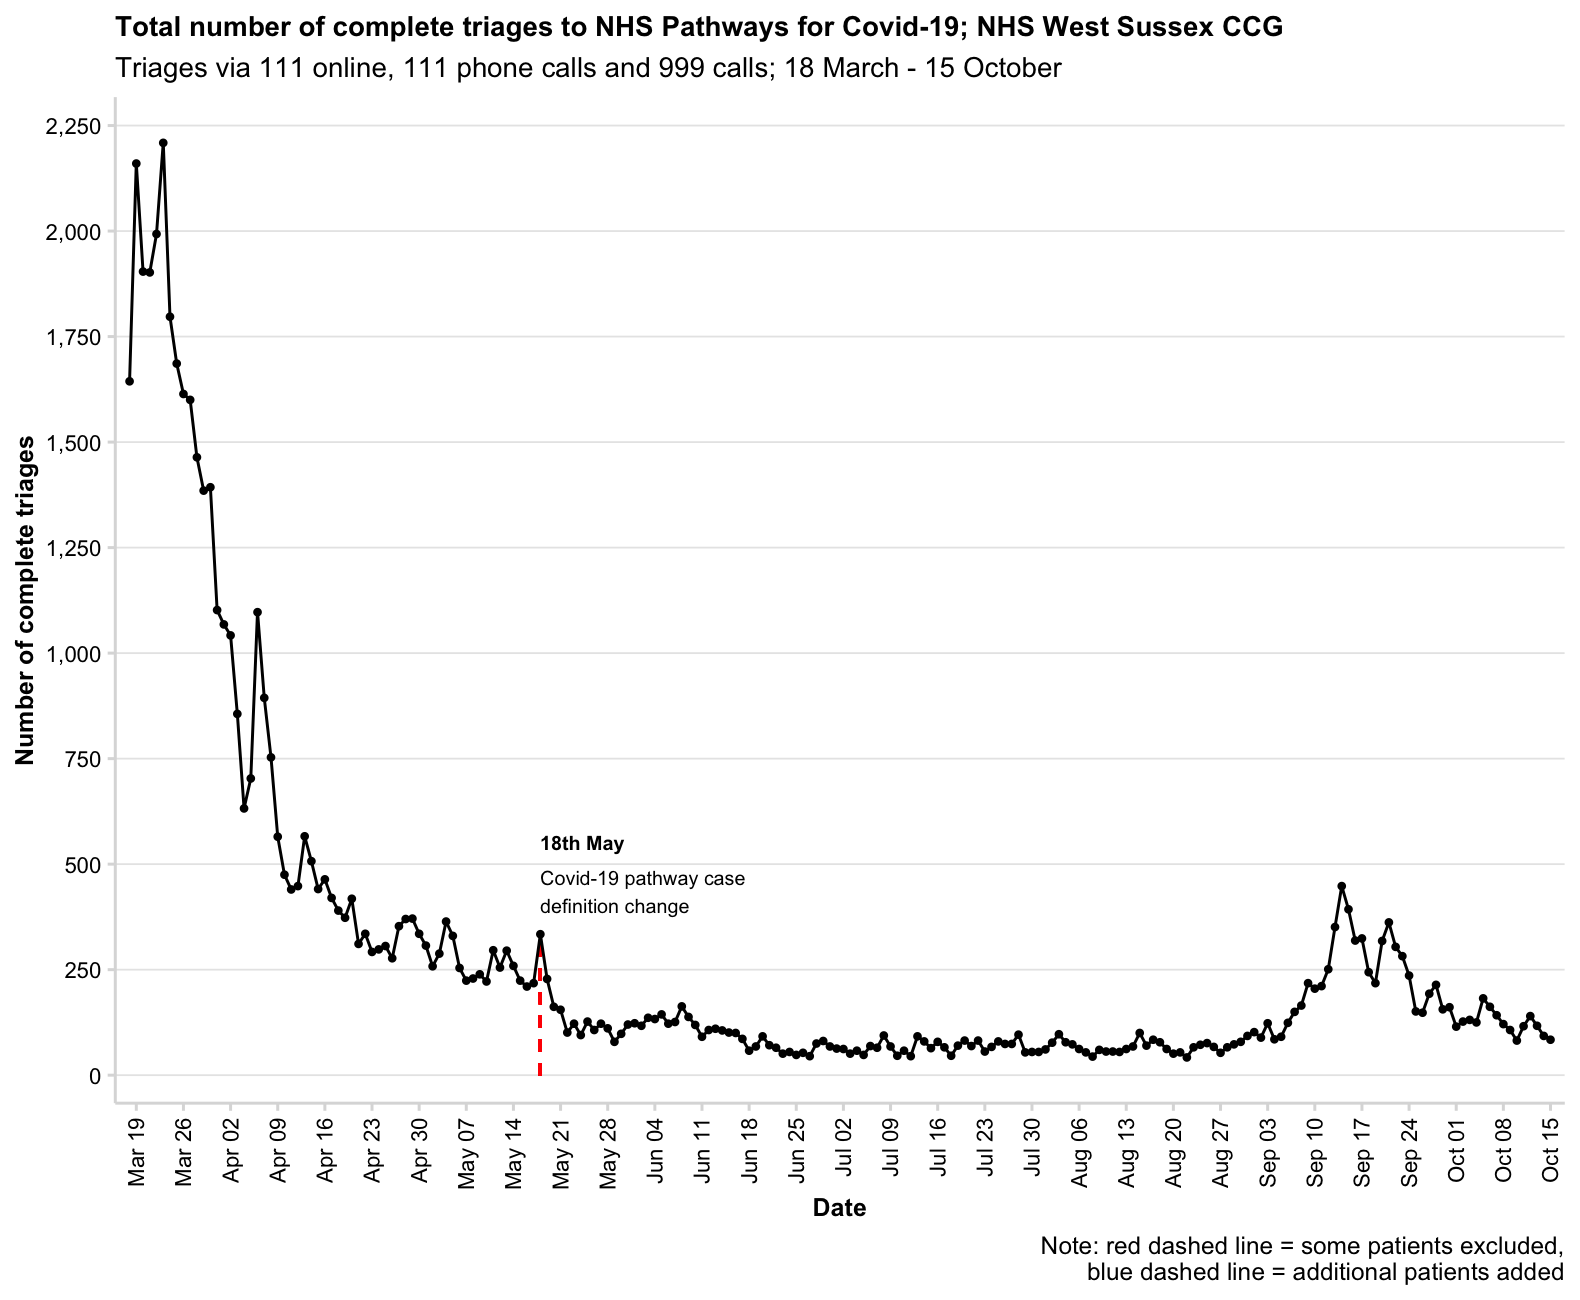 Total number of complete triages to NHS Pathways for Covid-19; NHS West Sussex CCG
Triages via 111 online, 111 phone calls and 999 calls; 18 March - 15 October
Number of complete triages
2,250
2,000
1,750
1,500
1,250
1,000
750
500
250
0
18th May
Covid-19 pathway case
definition change
Mar 19
Mar 26
Apr 02
Apr 09
Apr 16
Apr 23
Apr 30
May 07
May 14
May 21
May 28
Jun 04
Jun 11
Jun 18
Jun 25
Jul 02
Jul 09
Jul 16
Jul 23
Jul 30
Aug 06
Aug 13
Aug 20
Aug 27
Sep 03
Sep 10
Sep 17
Sep 24
Oct 01
Oct 08
Oct 15
Date
Note: red dashed line = some patients excluded,
blue dashed line = additional patients added